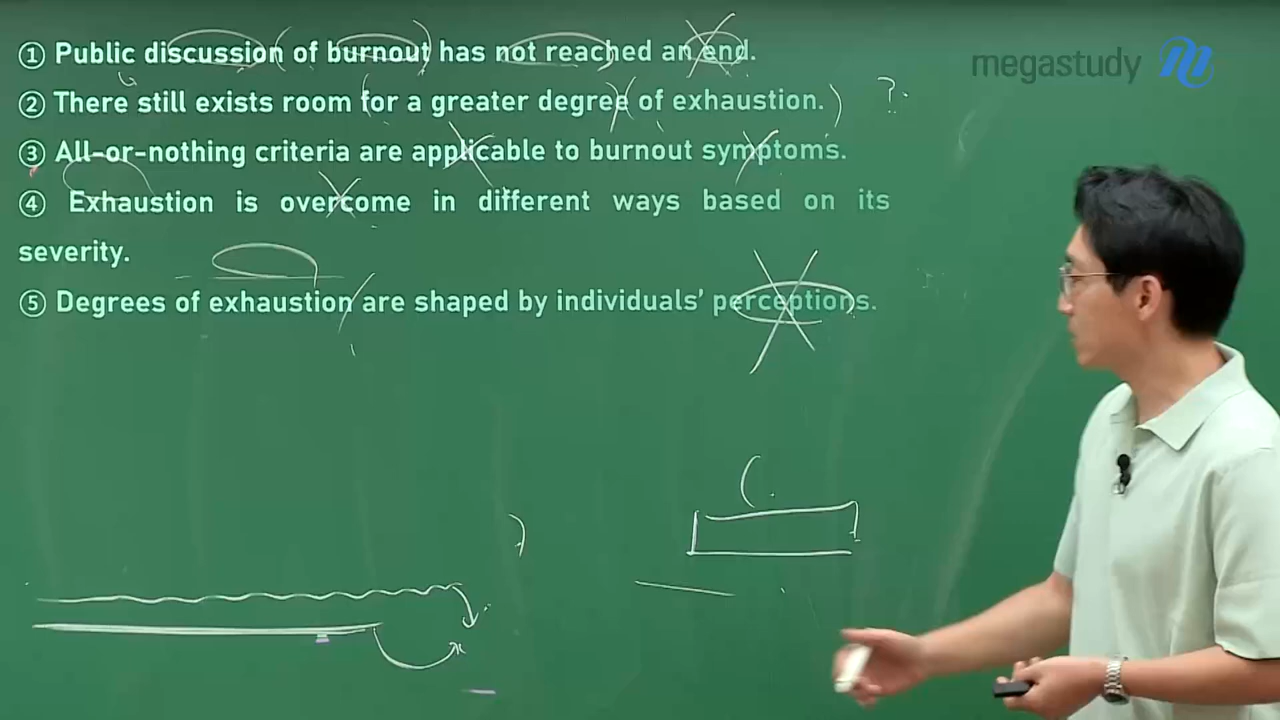 ① Public discussion of burnout has not reached an end.
megastudy
② There still exists room for a greater degree of exhaustion. ?
③ All-or-nothing criteria are applicable to burnout symptoms.
④ Exhaustion is overcome in different ways based on its
severity.
⑤ Degrees of exhaustion are shaped by individuals’ perceptions.